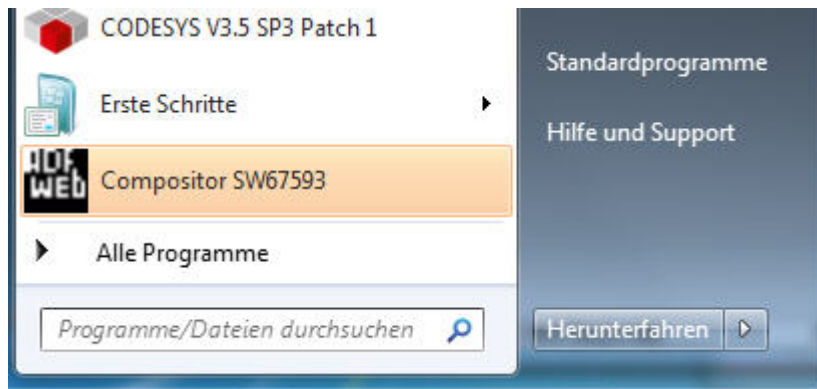 CODESYS V3.5 SP3 Patch 1
Erste Schritte
ADF
WEB
Compositor SW67593
Alle Programme
Programme/Dateien durchsuchen
Standardprogramme
Hilfe und Support
Herunterfahren